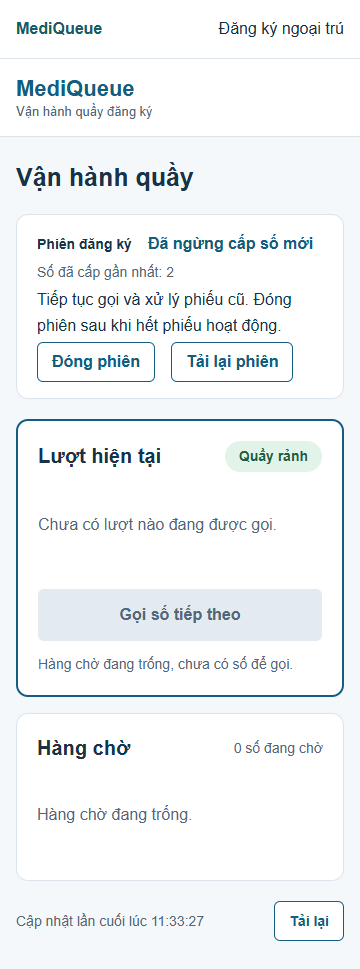 MediQueue
Đăng ký ngoại trú
MediQueue
Vận hành quầy đăng ký
Vận hành quầy
Phiên đăng ký
Đã ngừng cấp số mới
Số đã cấp gần nhất: 2
Tiếp tục gọi và xử lý phiếu cũ. Đóng
phiên sau khi hết phiếu hoạt động.
Đóng phiên
Tải lại phiên
Lượt hiện tại
Quầy rảnh
Chưa có lượt nào đang được gọi.
Gọi số tiếp theo
Hàng chờ đang trống, chưa có số để gọi.
Hàng chờ
0 số đang chờ
Hàng chờ đang trống.
Cập nhật lần cuối lúc 11:33:27
Tải lại